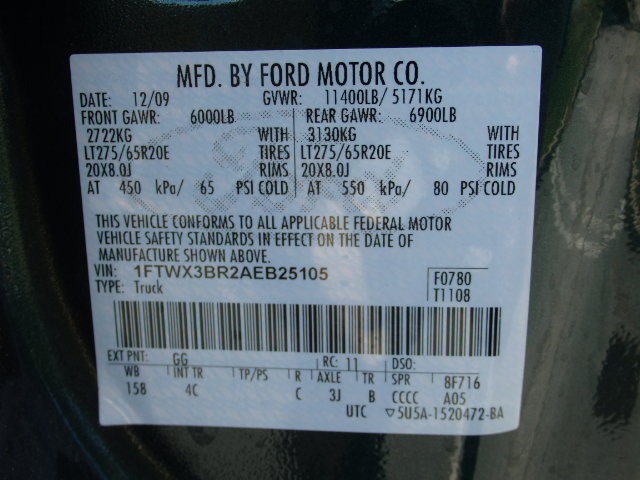 MFD. BY FORD MOTOR CO.
DATE: 12/09 GVWR: 11400LB/ 5171KG
FRONT GAWR: 6000LB REAR GAWR: 6900LB
2722KG WITH 3130KG WITH
LT275/65R20E TIRES LT275/65R20E TIRES
20X8.0J RIMS 20X8.0J RIMS
AT 450 kPa/ 65 PSI COLD AT 550 kPa/ 80 PSI COLD
THIS VEHICLE CONFORMS TO ALL APPLICABLE FEDERAL MOTOR
VEHICLE SAFETY STANDARDS IN EFFECT ON THE DATE OF
MANUFACTURE SHOWN ABOVE.
VIN: 1FTWX3BR2AEB25105 F0780
TYPE: Truck T1108
EXT PNT: GG RC: 11 DSO:
WB INT TR TP/PS R AXLE TR SPR 8F716
158 4C C 3J B CCCC A05
UTC ▽5U5A-1520472-BA